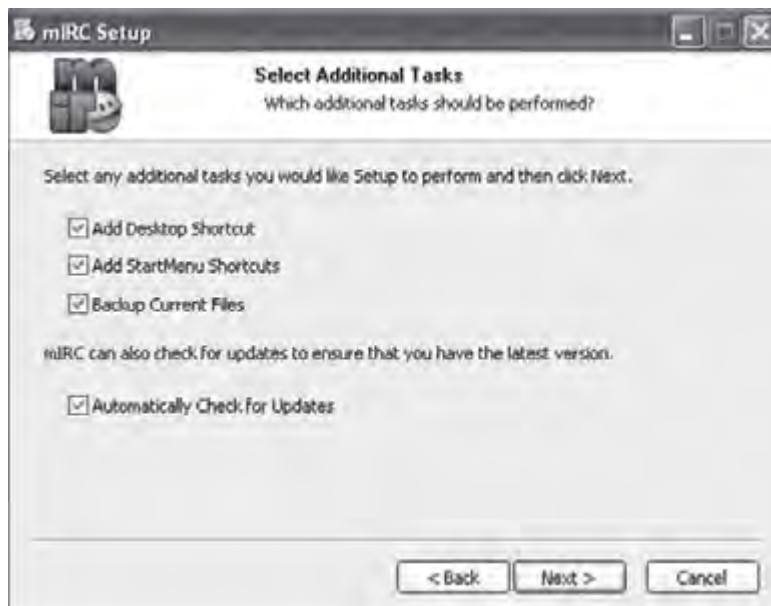 mIRC Setup
Select Additional Tasks
Which additional tasks should be performed?
Select any additional tasks you would like Setup to perform and then click Next.
Add Desktop Shortcut
Add StartMenu Shortcuts
Backup Current Files
mIRC can also check for updates to ensure that you have the latest version.
Automatically Check for Updates
< Back
Next >
Cancel